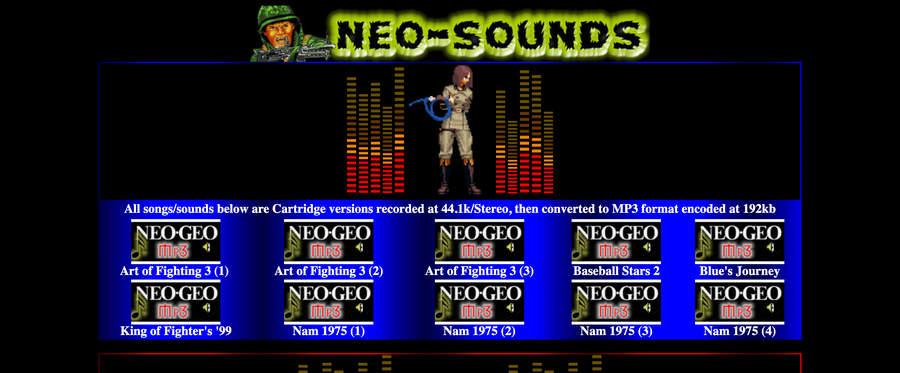 NEO-SOUNDS
All songs/sounds below are Cartridge versions recorded at 44.1k/Stereo, then converted to MP3 format encoded at 192kb
NEO·GEO NEO·GEO NEO·GEO NEO·GEO NEO·GEO
MP3 MP3 MP3 MP3 MP3
Art of Fighting 3 (1) Art of Fighting 3 (2) Art of Fighting 3 (3) Baseball Stars 2 Blue's Journey
NEO·GEO NEO·GEO NEO·GEO NEO·GEO NEO·GEO
MP3 MP3 MP3 MP3 MP3
King of Fighter's '99 Nam 1975 (1) Nam 1975 (2) Nam 1975 (3) Nam 1975 (4)